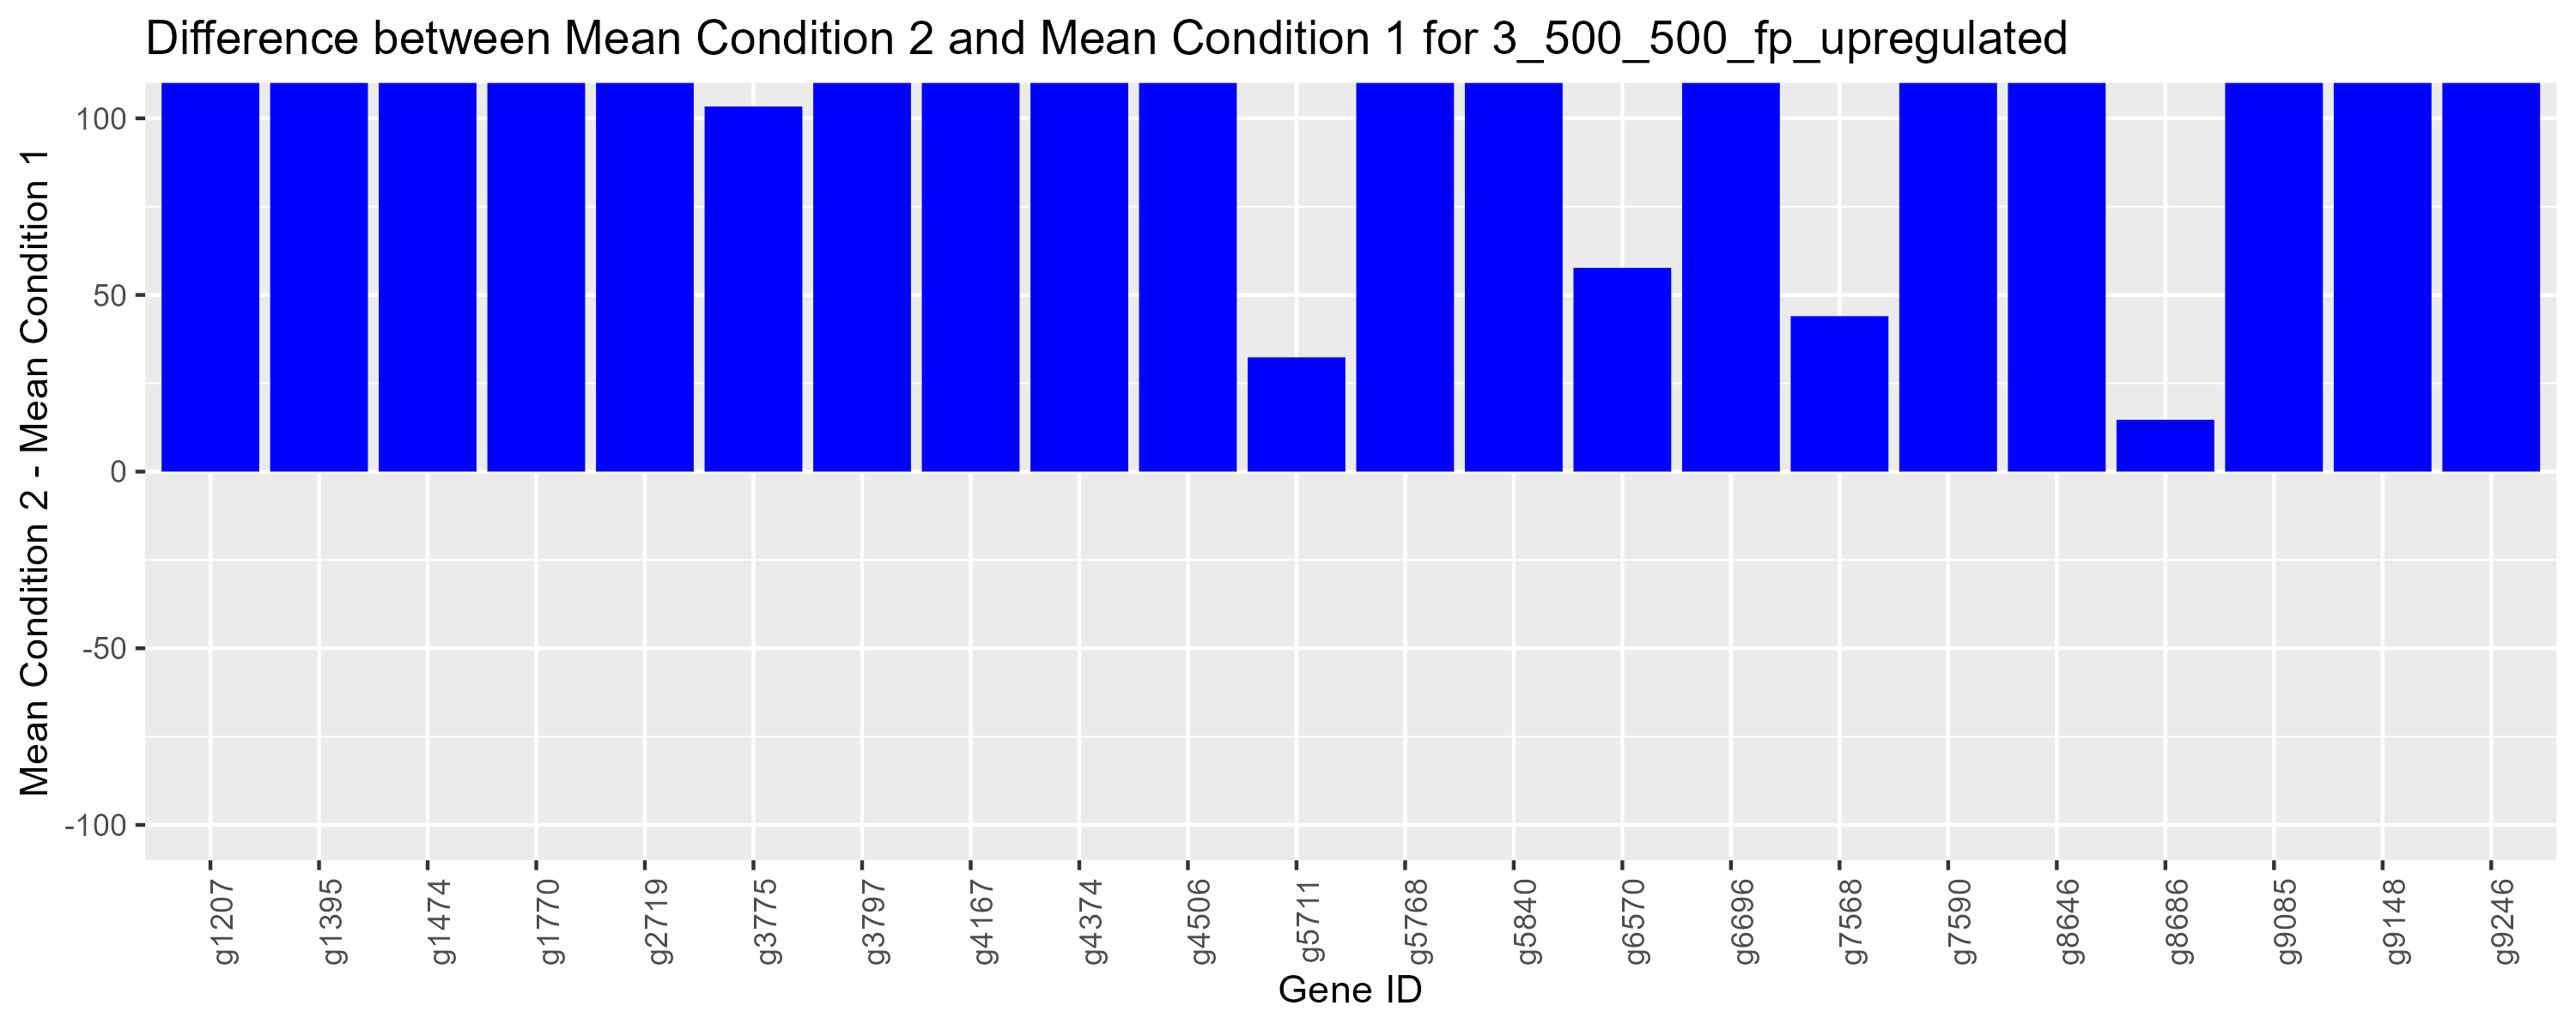 Difference between Mean Condition 2 and Mean Condition 1 for 3_500_500_fp_upregulated
Mean Condition 2 - Mean Condition 1
100
50
0
-50
-100
g1207
g1395
g1474
g1770
g2719
g3775
g3797
g4167
g4374
g4506
g5711
g5768
g5840
g6570
g6696
g7568
g7590
g8646
g8686
g9085
g9148
g9246
Gene ID